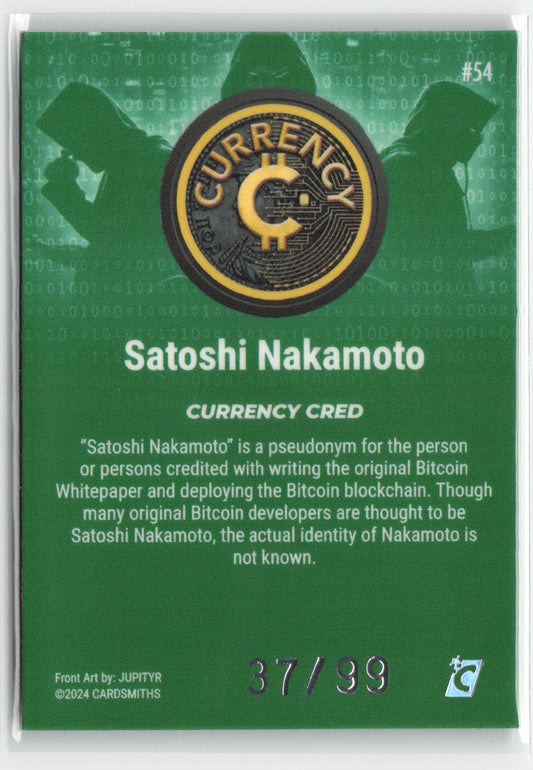 #54
CURRENCY
Satoshi Nakamoto
CURRENCY CRED
“Satoshi Nakamoto” is a pseudonym for the person
or persons credited with writing the original Bitcoin
Whitepaper and deploying the Bitcoin blockchain. Though
many original Bitcoin developers are thought to be
Satoshi Nakamoto, the actual identity of Nakamoto is
not known.
Front Art by: JUPITYR
©2024 CARDSMITHS
37/99